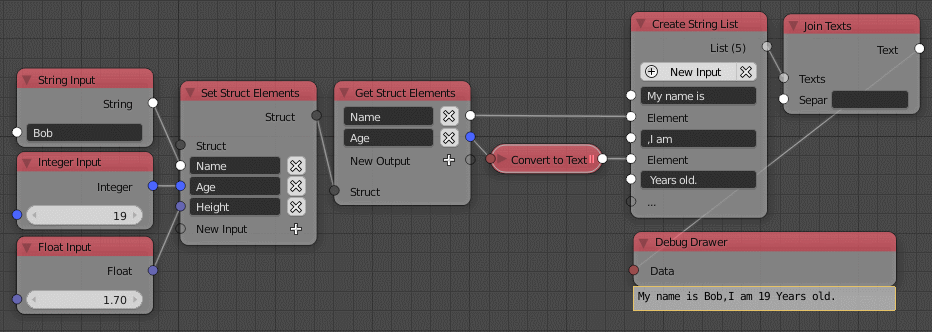 String Input
String
Bob
Integer Input
Integer
19
Float Input
Float
1.70
Set Struct Elements
Struct
Struct
Name
Age
Height
New Input
Get Struct Elements
Name
Age
New Output
Struct
Convert to Text
Create String List
List (5)
New Input
My name is
Element
,I am
Element
Years old.
...
Join Texts
Text
Texts
Separ
Debug Drawer
Data
My name is Bob,I am 19 Years old.